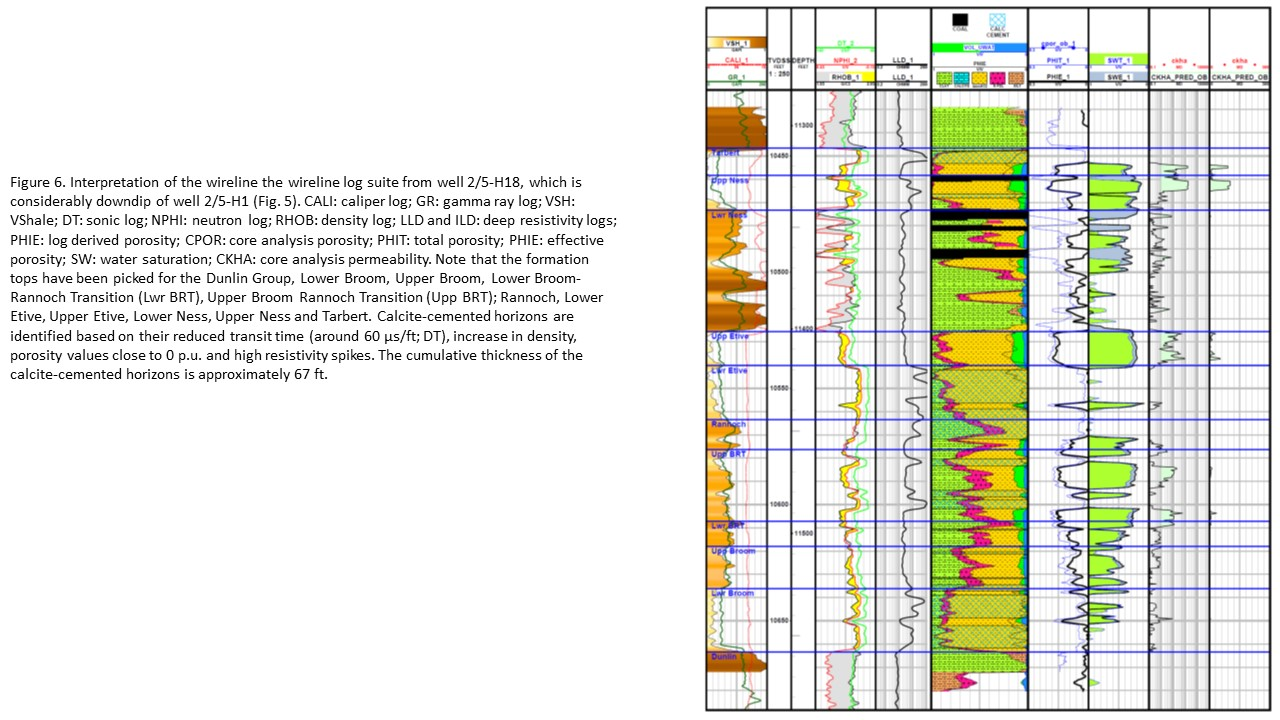 Figure 6. Interpretation of the wireline the wireline log suite from well 2/5-H18, which is
considerably downdip of well 2/5-H1 (Fig. 5). CALI: caliper log; GR: gamma ray log; VSH:
VShale; DT: sonic log; NPHI: neutron log; RHOB: density log; LLD and ILD: deep resistivity logs;
PHIE: log derived porosity; CPOR: core analysis porosity; PHIT: total porosity; PHIE: effective
porosity; SW: water saturation; CKHA: core analysis permeability. Note that the formation
tops have been picked for the Dunlin Group, Lower Broom, Upper Broom, Lower Broom-
Rannoch Transition (Lwr BRT), Upper Broom Rannoch Transition (Upp BRT); Rannoch, Lower
Etive, Upper Etive, Lower Ness, Upper Ness and Tarbert. Calcite-cemented horizons are
identified based on their reduced transit time (around 60 μs/ft; DT), increase in density,
porosity values close to 0 p.u. and high resistivity spikes. The cumulative thickness of the
calcite-cemented horizons is approximately 67 ft.
COAL
CALC
CEMENT
VSH_1
DT_2
VOL_UWAT
cpor_ob_1
CALI_1
TVDSS
DEPTH
NPHI_2
LLD_1
PHIE
PHIT_1
SWT_1
ckha
ckha
FEET
FEET
1 : 250
GR_1
RHOB_1
LLD_1
PHIE_1
SWE_1
CKHA_PRED_OB
CKHA_PRED_OB
11300
Tarbert
10450
Upp Ness
Lwr Ness
10500
11400
Upp Etive
Lwr Etive
10550
Rannoch
Upp BRT
10600
Lwr BRT
11500
Upp Broom
Lwr Broom
10650
Dunlin